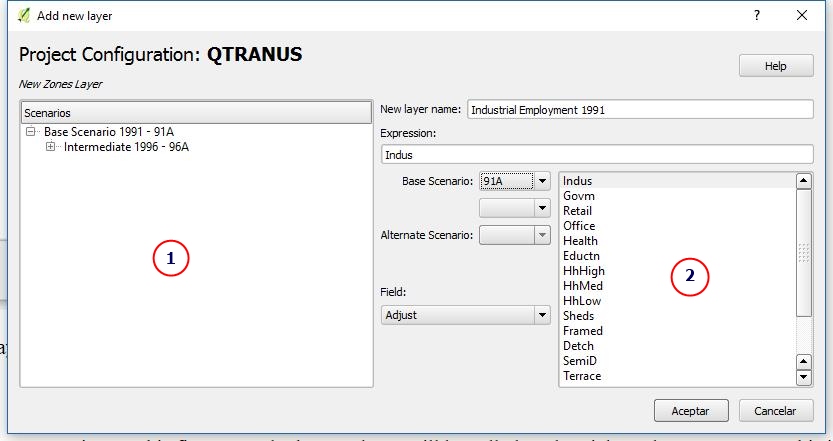 Add new layer
?
Project Configuration: QTRANUS
Help
New Zones Layer
Scenarios
Base Scenario 1991 - 91A
Intermediate 1996 - 96A
1
New layer name: Industrial Employment 1991
Expression:
Indus
Base Scenario: 91A
Alternate Scenario:
Field:
Adjust
Indus
Govm
Retail
Office
Health
Eductn
HhHigh
HhMed
HhLow
Sheds
Framed
Detch
SemiD
Terrace
2
Aceptar
Cancelar